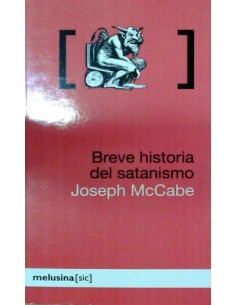 [ ]
Breve historia
del satanismo
Joseph McCabe
melusina[sic]